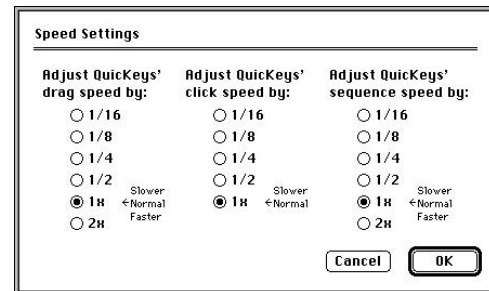 Speed Settings
Adjust QuicKeys'
drag speed by:
1/16
1/8
1/4
1/2
Slower
1x ←Normal
Faster
2x
Adjust QuicKeys'
click speed by:
1/16
1/8
1/4
1/2
Slower
1x ←Normal
Adjust QuicKeys'
sequence speed by:
1/16
1/8
1/4
1/2
Slower
1x ←Normal
Faster
2x
Cancel
OK